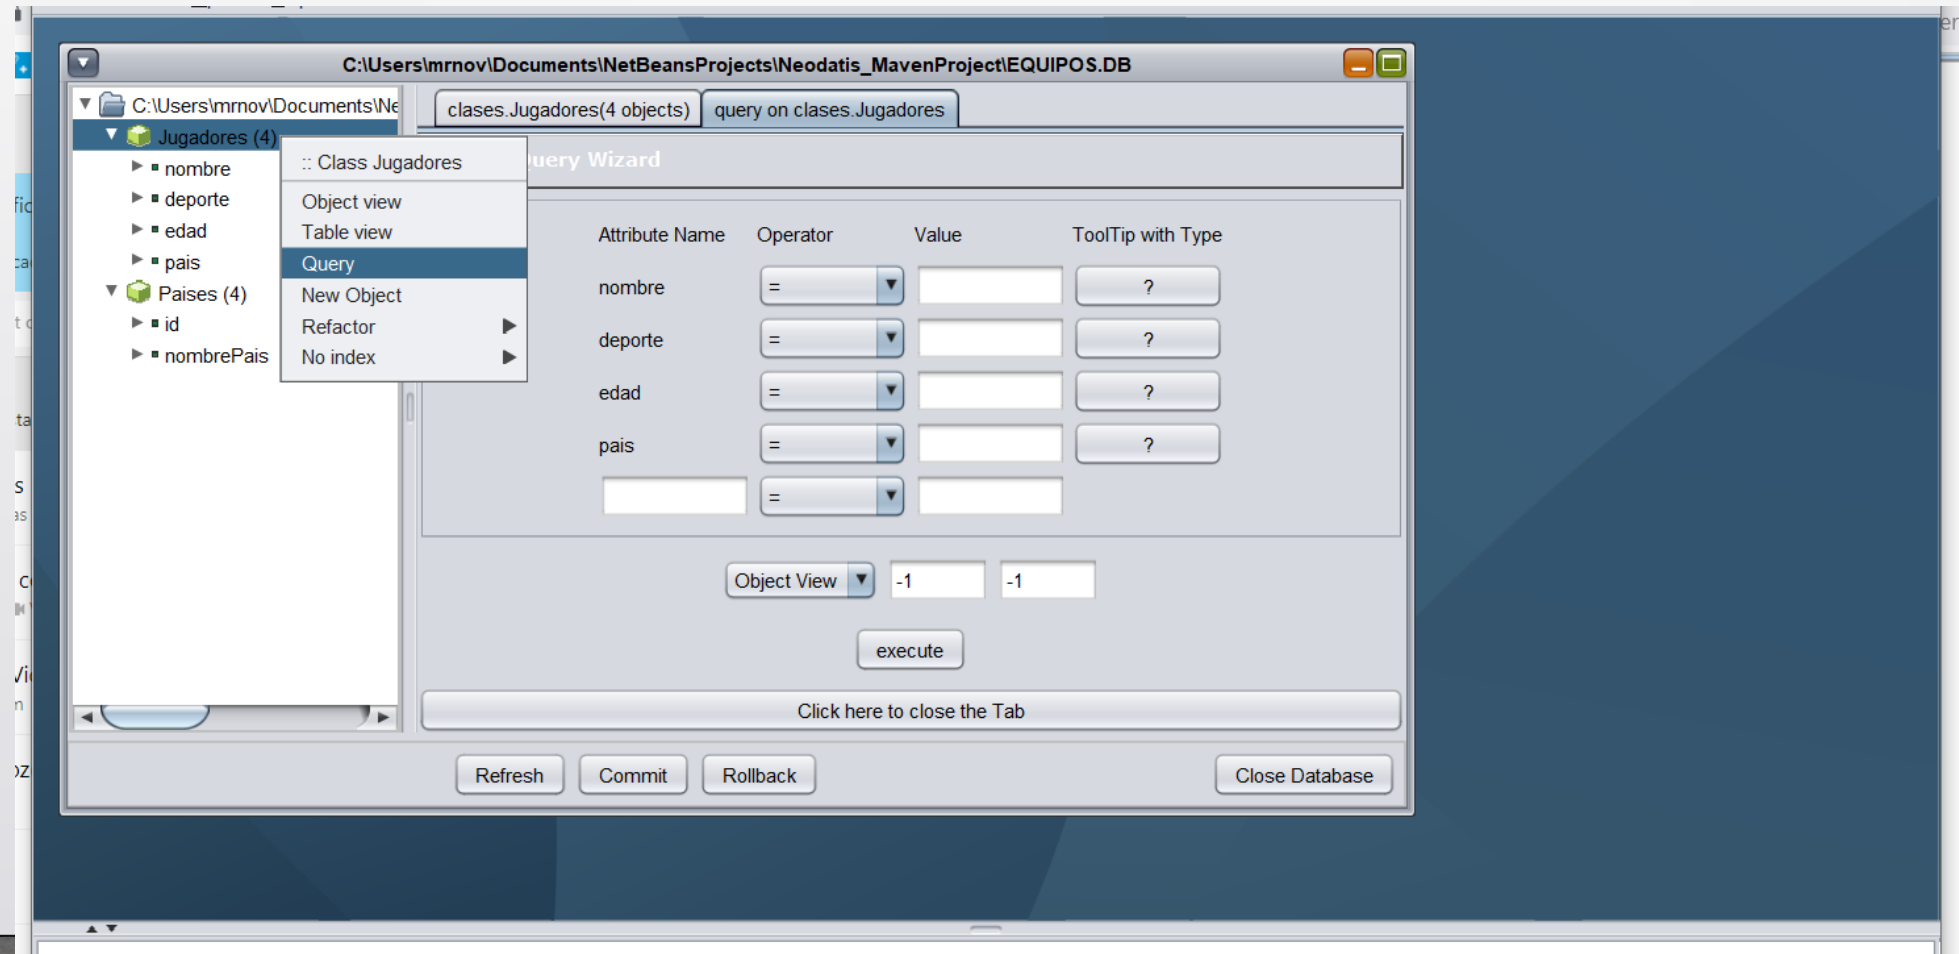 C:\Users\mrnov\Documents\NetBeansProjects\Neodatis_MavenProject\EQUIPOS.DB
C:\Users\mrnov\Documents\Ne
Jugadores (4)
nombre
deporte
edad
pais
Paises (4)
id
nombrePais
:: Class Jugadores
Object view
Table view
Query
New Object
Refactor
No index
clases.Jugadores(4 objects)
query on clases.Jugadores
Query Wizard
Attribute Name Operator Value ToolTip with Type
nombre = ?
deporte = ?
edad = ?
pais = ?
=
Object View -1 -1
execute
Click here to close the Tab
Refresh Commit Rollback Close Database